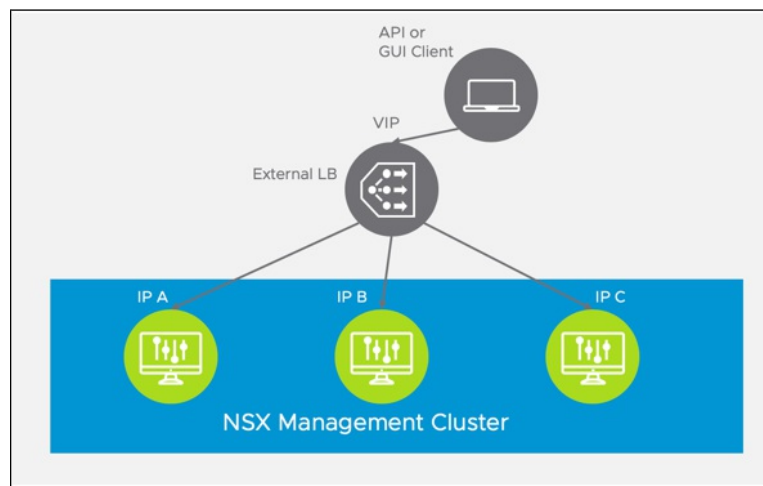 API or
GUI Client
VIP
External LB
IP A
IP B
IP C
NSX Management Cluster